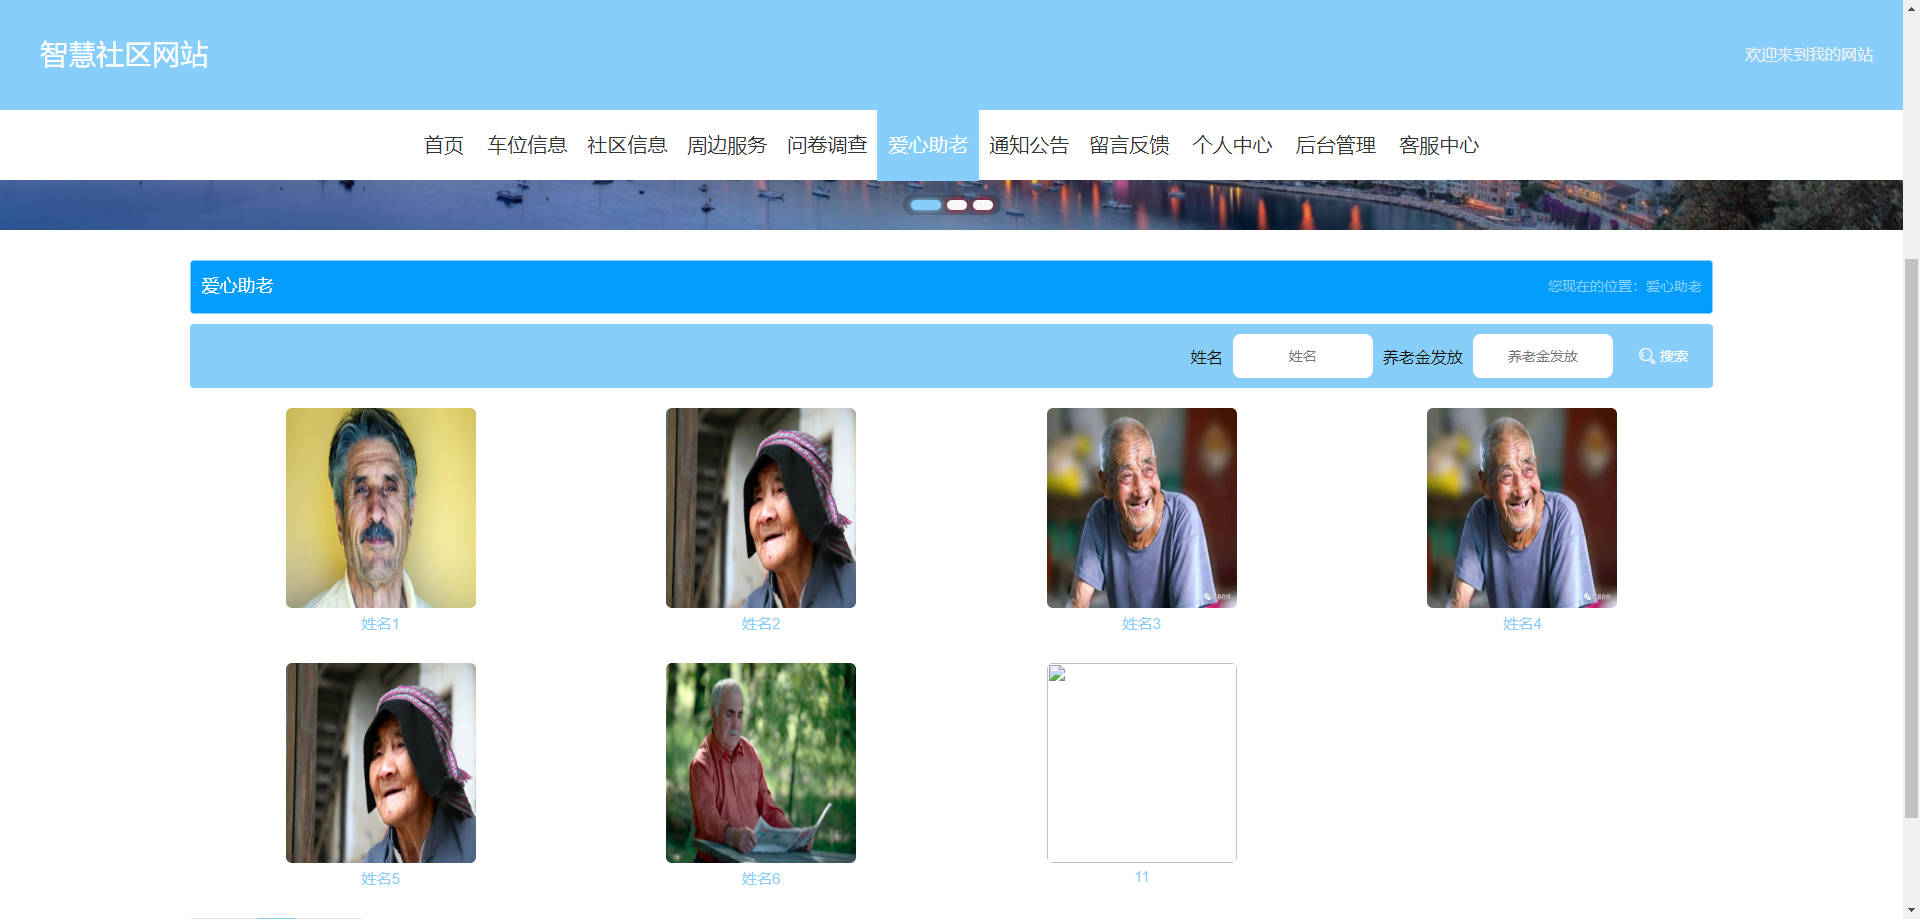 智慧社区网站
欢迎来到我的网站
首页 车位信息 社区信息 周边服务 问卷调查 爱心助老 通知公告 留言反馈 个人中心 后台管理 客服中心
爱心助老
您现在的位置：爱心助老
姓名 姓名 养老金发放 养老金发放 搜索
姓名1 姓名2 姓名3 姓名4
姓名5 姓名6 11